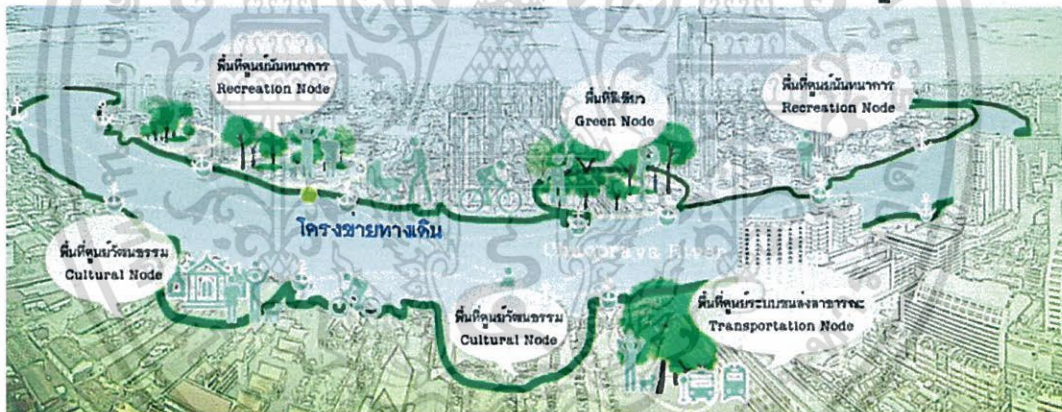 พื้นที่ศูนย์นันทนาการ
Recreation Node
พื้นที่สีเขียว
Green Node
พื้นที่ศูนย์นันทนาการ
Recreation Node
โครงข่ายทางเดิน
พื้นที่ศูนย์วัฒนธรรม
Cultural Node
Chaopraya River
พื้นที่ศูนย์วัฒนธรรม
Cultural Node
พื้นที่ศูนย์ระบบขนส่งสาธารณะ
Transportation Node